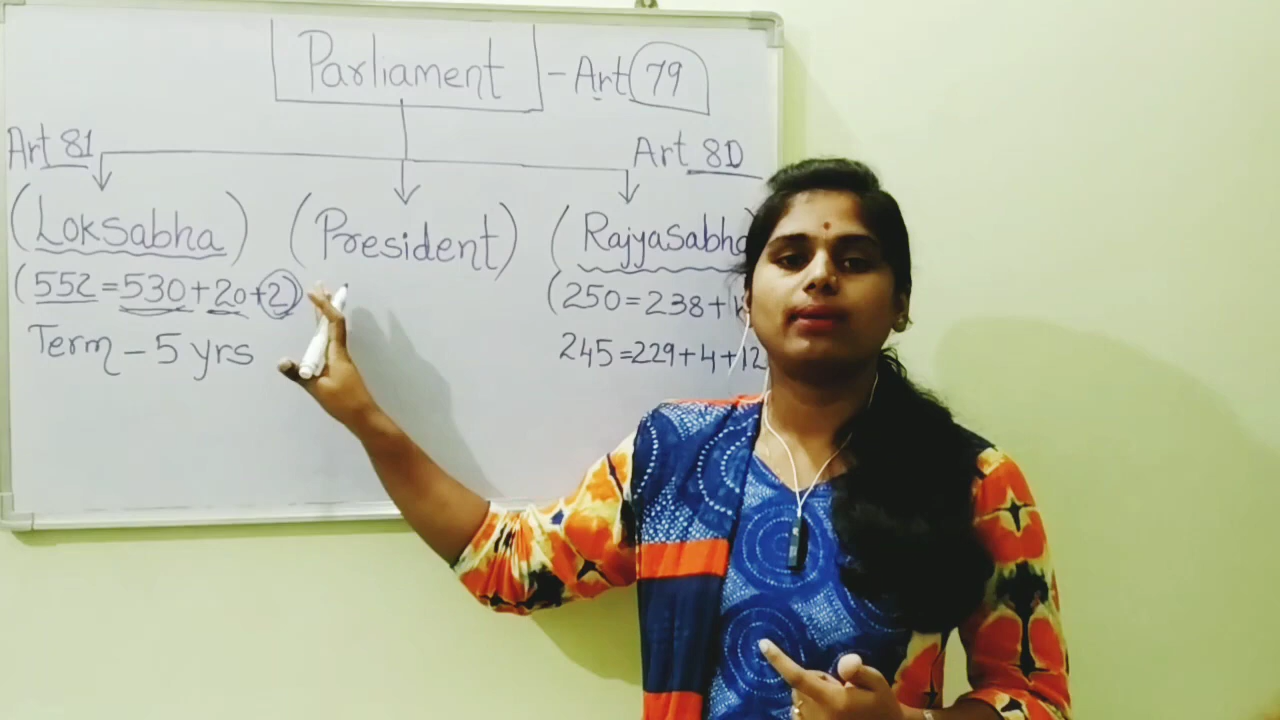 Parliament - Art 79
Art 81
Art 80
(Loksabha)
(President)
(Rajyasabha
(552=530+20+2)
(250=238+
Term - 5 yrs
245=229+4+12